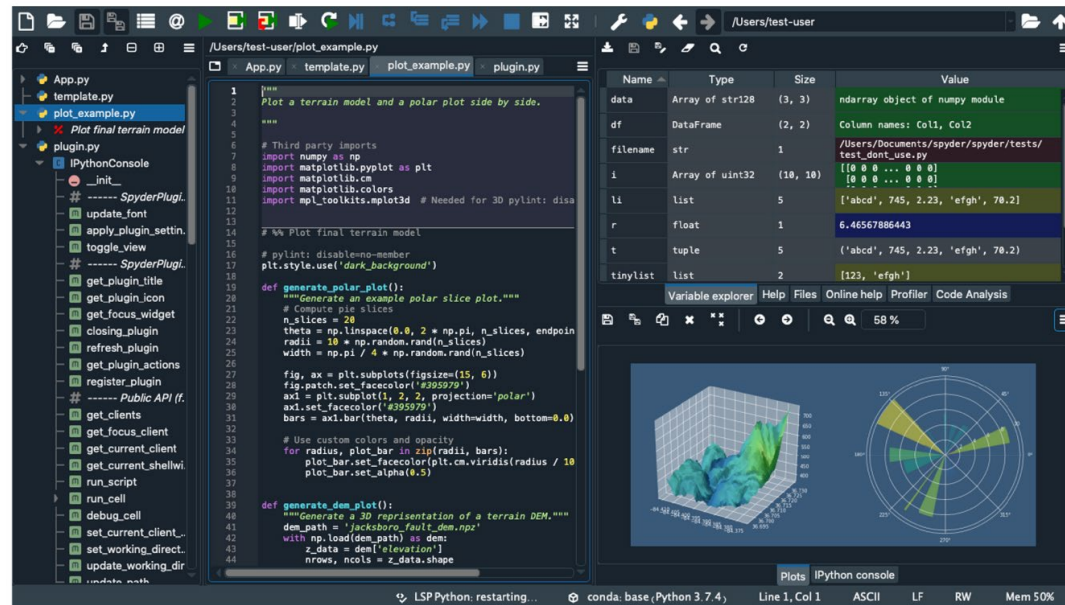 /Users/test-user
/Users/test-user/plot_example.py
App.py
template.py
plot_example.py
Plot final terrain model
plugin.py
IPythonConsole
__init__
# ------ SpyderPlugi..
update_font
apply_plugin_settin..
toggle_view
# ------ SpyderPlugi..
get_plugin_title
get_plugin_icon
get_focus_widget
closing_plugin
refresh_plugin
get_plugin_actions
register_plugin
# ------ Public API (f.
get_clients
get_focus_client
get_current_client
get_current_shellwi.
run_script
run_cell
debug_cell
set_current_client_..
set_working_direct..
update_working_dir
update_path
App.py
template.py
plot_example.py
plugin.py
1 """
2 Plot a terrain model and a polar plot side by side.
3
4 """
5
6 # Third party imports
7 import numpy as np
8 import matplotlib.pyplot as plt
9 import matplotlib.cm
10 import matplotlib.colors
11 import mpl_toolkits.mplot3d # Needed for 3D pylint: disa
12
13
14 # %% Plot final terrain model
15
16 # pylint: disable=no-member
17 plt.style.use('dark_background')
18
19 def generate_polar_plot():
20 """Generate an example polar slice plot."""
21 # Compute pie slices
22 n_slices = 20
23 theta = np.linspace(0.0, 2 * np.pi, n_slices, endpoin
24 radii = 10 * np.random.rand(n_slices)
25 width = np.pi / 4 * np.random.rand(n_slices)
26
27 fig, ax = plt.subplots(figsize=(15, 6))
28 fig.patch.set_facecolor('#395979')
29 ax1 = plt.subplot(1, 2, 2, projection='polar')
30 ax1.set_facecolor('#395979')
31 bars = ax1.bar(theta, radii, width=width, bottom=0.0)
32
33 # Use custom colors and opacity
34 for radius, plot_bar in zip(radii, bars):
35 plot_bar.set_facecolor(plt.cm.viridis(radius / 10
36 plot_bar.set_alpha(0.5)
37
38
39 def generate_dem_plot():
40 """Generate a 3D reprisentation of a terrain DEM."""
41 dem_path = 'jacksboro_fault_dem.npz'
42 with np.load(dem_path) as dem:
43 z_data = dem['elevation']
44 nrows, ncols = z_data.shape
Name Type Size Value
data Array of str128 (3, 3) ndarray object of numpy module
df DataFrame (2, 2) Column names: Col1, Col2
filename str 1 /Users/Documents/spyder/spyder/tests/
test_dont_use.py
i Array of uint32 (10, 10) [[0 0 0 ... 0 0 0]
[0 0 0 ... 0 0 0]
li list 5 ['abcd', 745, 2.23, 'efgh', 70.2]
r float 1 6.46567886443
t tuple 5 ('abcd', 745, 2.23, 'efgh', 70.2)
tinylist list 2 [123, 'efgh']
Variable explorer Help Files Online help Profiler Code Analysis
58 %
700
650
600
550
500
450
400
90°
135° 45°
180° 0°
315°
270°
Plots IPython console
LSP Python: restarting... conda: base (Python 3.7.4) Line 1, Col 1 ASCII LF RW Mem 50%